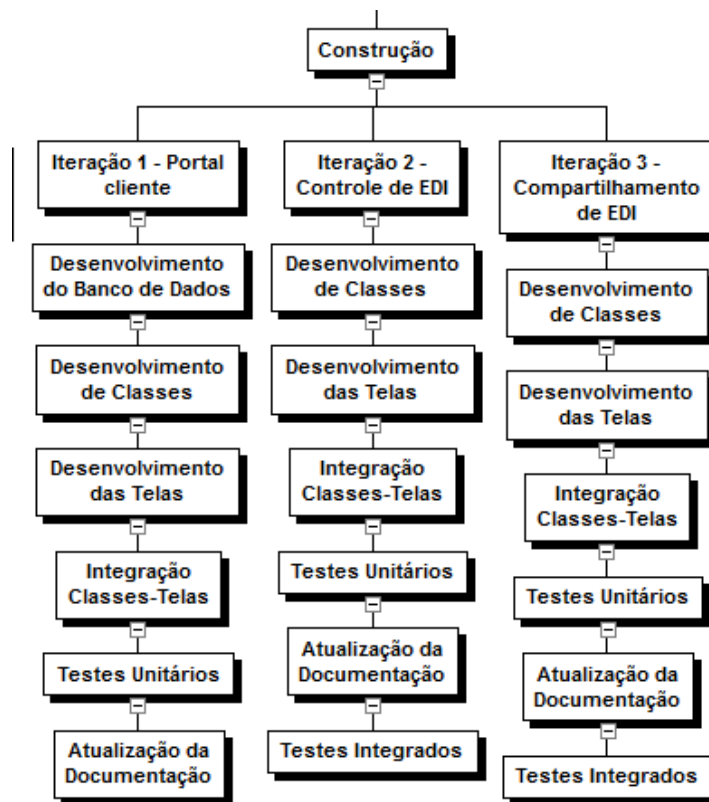 Construção
Iteração 1 - Portal
cliente
Desenvolvimento
do Banco de Dados
Desenvolvimento
de Classes
Desenvolvimento
das Telas
Integração
Classes-Telas
Testes Unitários
Atualização da
Documentação
Iteração 2 -
Controle de EDI
Desenvolvimento
de Classes
Desenvolvimento
das Telas
Integração
Classes-Telas
Testes Unitários
Atualização da
Documentação
Testes Integrados
Iteração 3 -
Compartilhamento
de EDI
Desenvolvimento
de Classes
Desenvolvimento
das Telas
Integração
Classes-Telas
Testes Unitários
Atualização da
Documentação
Testes Integrados